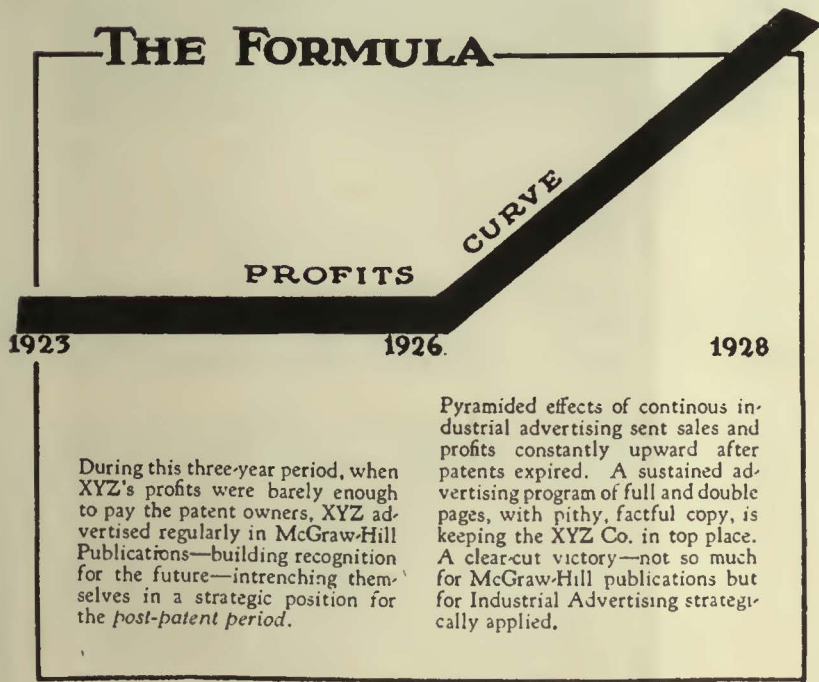 THE FORMULA
CURVE
PROFITS
1923 1926. 1928
During this three-year period, when
XYZ's profits were barely enough
to pay the patent owners, XYZ ad-
vertised regularly in McGraw-Hill
Publications—building recognition
for the future—intrenching them-
selves in a strategic position for
the post-patent period.
Pyramided effects of continous in-
dustrial advertising sent sales and
profits constantly upward after
patents expired. A sustained ad-
vertising program of full and double
pages, with pithy, factful copy, is
keeping the XYZ Co. in top place.
A clear-cut victory—not so much
for McGraw-Hill publications but
for Industrial Advertising strategi-
cally applied.